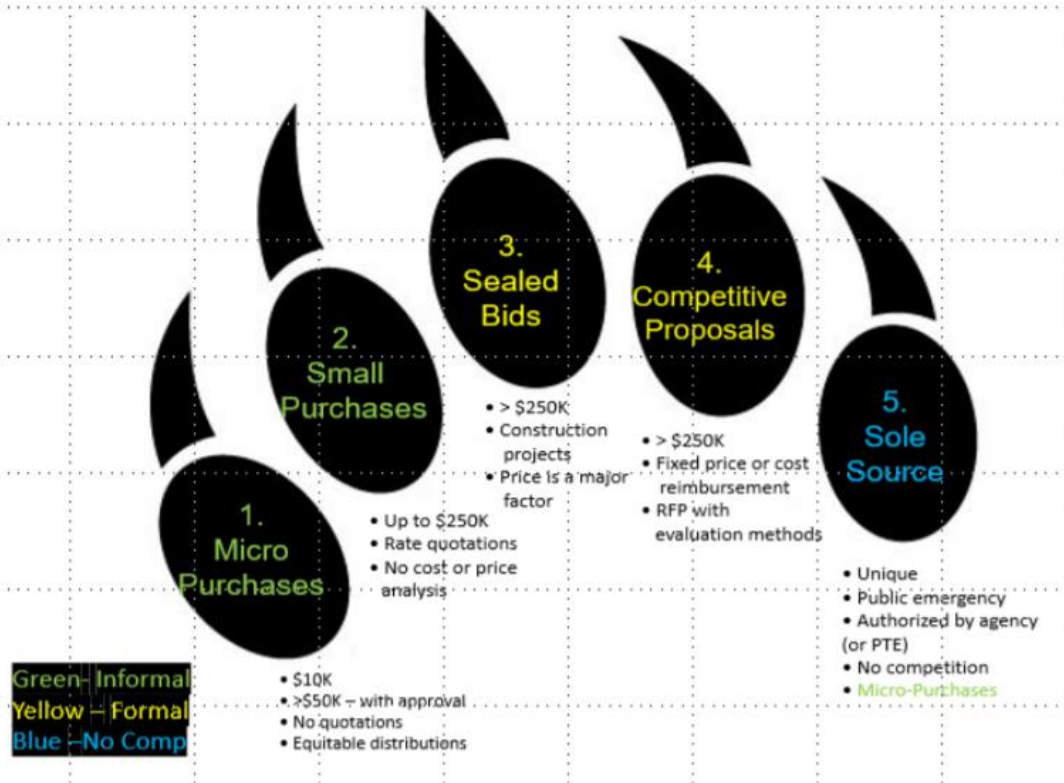 1.
Micro
Purchases
• $10K
• >$50K – with approval
• No quotations
• Equitable distributions
2.
Small
Purchases
• Up to $250K
• Rate quotations
• No cost or price
analysis
3.
Sealed
Bids
• > $250K
• Construction
projects
• Price is a major
factor
4.
Competitive
Proposals
• > $250K
• Fixed price or cost
reimbursement
• RFP with
evaluation methods
5.
Sole
Source
• Unique
• Public emergency
• Authorized by agency
(or PTE)
• No competition
• Micro-Purchases
Green- Informal
Yellow – Formal
Blue –No Comp